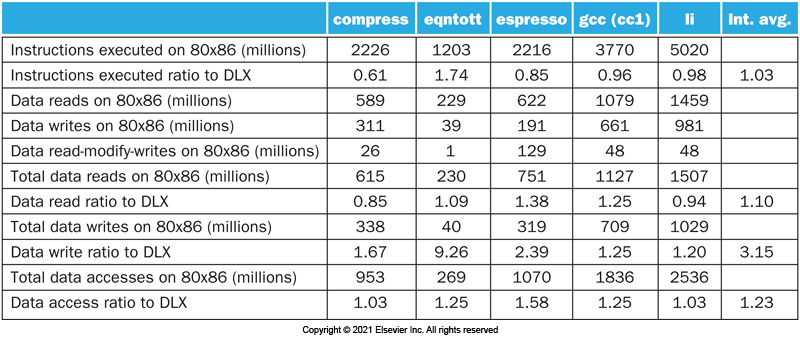 compress eqntott espresso gcc (cc1) li Int. avg.
Instructions executed on 80x86 (millions) 2226 1203 2216 3770 5020
Instructions executed ratio to DLX 0.61 1.74 0.85 0.96 0.98 1.03
Data reads on 80x86 (millions) 589 229 622 1079 1459
Data writes on 80x86 (millions) 311 39 191 661 981
Data read-modify-writes on 80x86 (millions) 26 1 129 48 48
Total data reads on 80x86 (millions) 615 230 751 1127 1507
Data read ratio to DLX 0.85 1.09 1.38 1.25 0.94 1.10
Total data writes on 80x86 (millions) 338 40 319 709 1029
Data write ratio to DLX 1.67 9.26 2.39 1.25 1.20 3.15
Total data accesses on 80x86 (millions) 953 269 1070 1836 2536
Data access ratio to DLX 1.03 1.25 1.58 1.25 1.03 1.23
Copyright © 2021 Elsevier Inc. All rights reserved